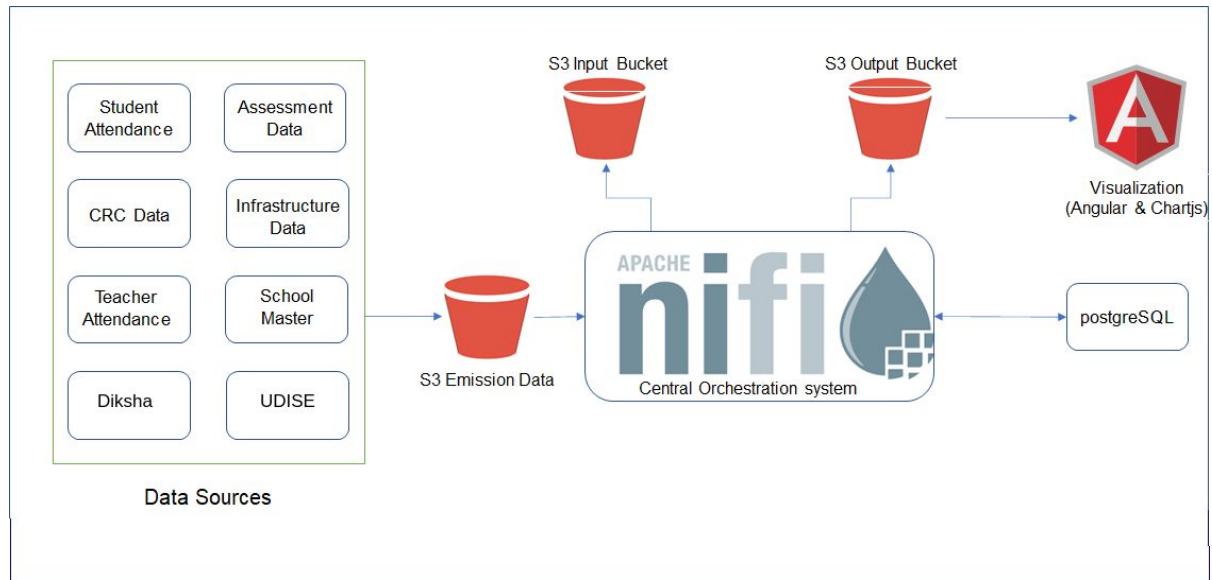 S3 Input Bucket
S3 Output Bucket
Student
Attendance
Assessment
Data
CRC Data
Infrastructure
Data
Teacher
Attendance
School
Master
Diksha
UDISE
Data Sources
S3 Emission Data
APACHE
nifi
Central Orchestration system
A
Visualization
(Angular & Chartjs)
postgreSQL